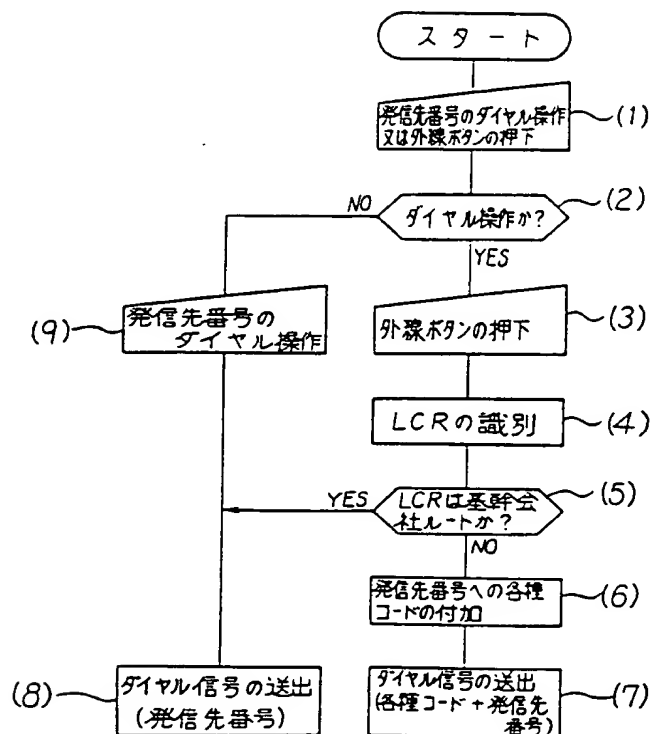 スタート
発信先番号のダイヤル操作
又は外線ボタンの押下
(1)
ダイヤル操作か?
(2)
NO
YES
発信先番号の
ダイヤル操作
(9)
外線ボタンの押下
(3)
LCRの識別
(4)
LCRは基幹会
社ルートか?
(5)
YES
NO
発信先番号への各種
コードの付加
(6)
ダイヤル信号の送出
(発信先番号)
(8)
ダイヤル信号の送出
(各種コード+発信先
番号)
(7)